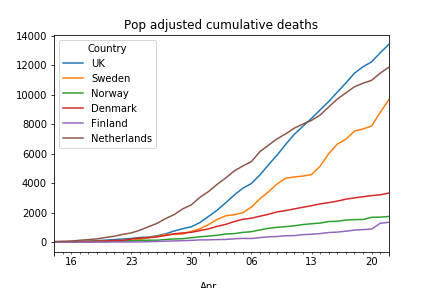 Pop adjusted cumulative deaths
14000
12000
10000
8000
6000
4000
2000
0
Country
UK
Sweden
Norway
Denmark
Finland
Netherlands
16 23 30 06 13 20
Apr